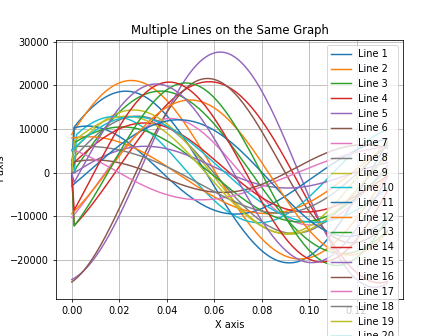 Multiple Lines on the Same Graph
30000
20000
10000
0
−10000
−20000
0.00
0.02
0.04
0.06
0.08
0.10
X axis
axis
Line 1
Line 2
Line 3
Line 4
Line 5
Line 6
Line 7
Line 8
Line 9
Line 10
Line 11
Line 12
Line 13
Line 14
Line 15
Line 16
Line 17
Line 18
Line 19
Line 20